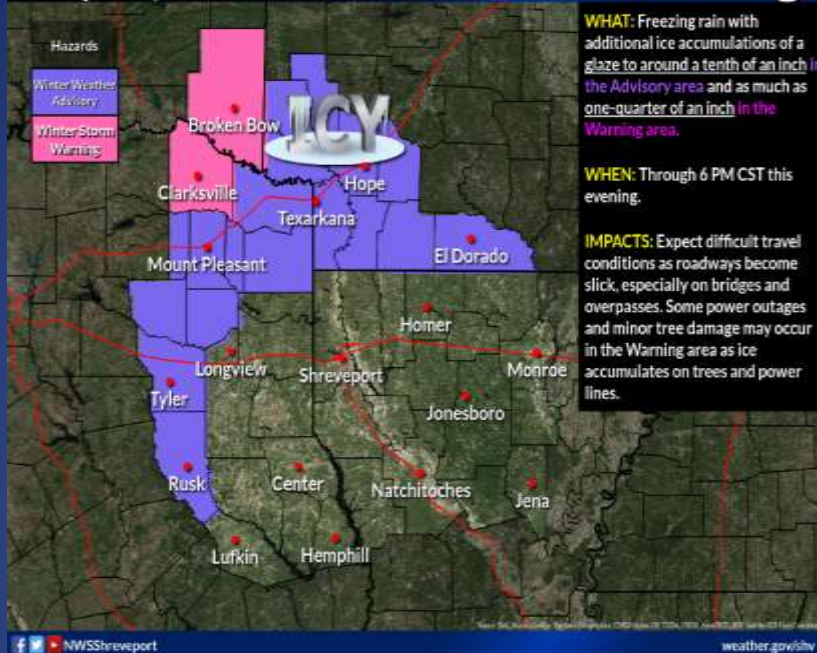 Hazards
Winter Weather
Advisory
Winter Storm
Warning
ICY
Broken Bow
Clarksville
Hope
Texarkana
Mount Pleasant
El Dorado
Homer
Longview
Shreveport
Monroe
Tyler
Jonesboro
Rusk
Center
Natchitoches
Jena
Lufkin
Hemphill
WHAT: Freezing rain with
additional ice accumulations of a
glaze to around a tenth of an inch in
the Advisory area and as much as
one-quarter of an inch in the
Warning area.
WHEN: Through 6 PM CST this
evening.
IMPACTS: Expect difficult travel
conditions as roadways become
slick, especially on bridges and
overpasses. Some power outages
and minor tree damage may occur
in the Warning area as ice
accumulates on trees and power
lines.
NWSShreveport
weather.gov/shv